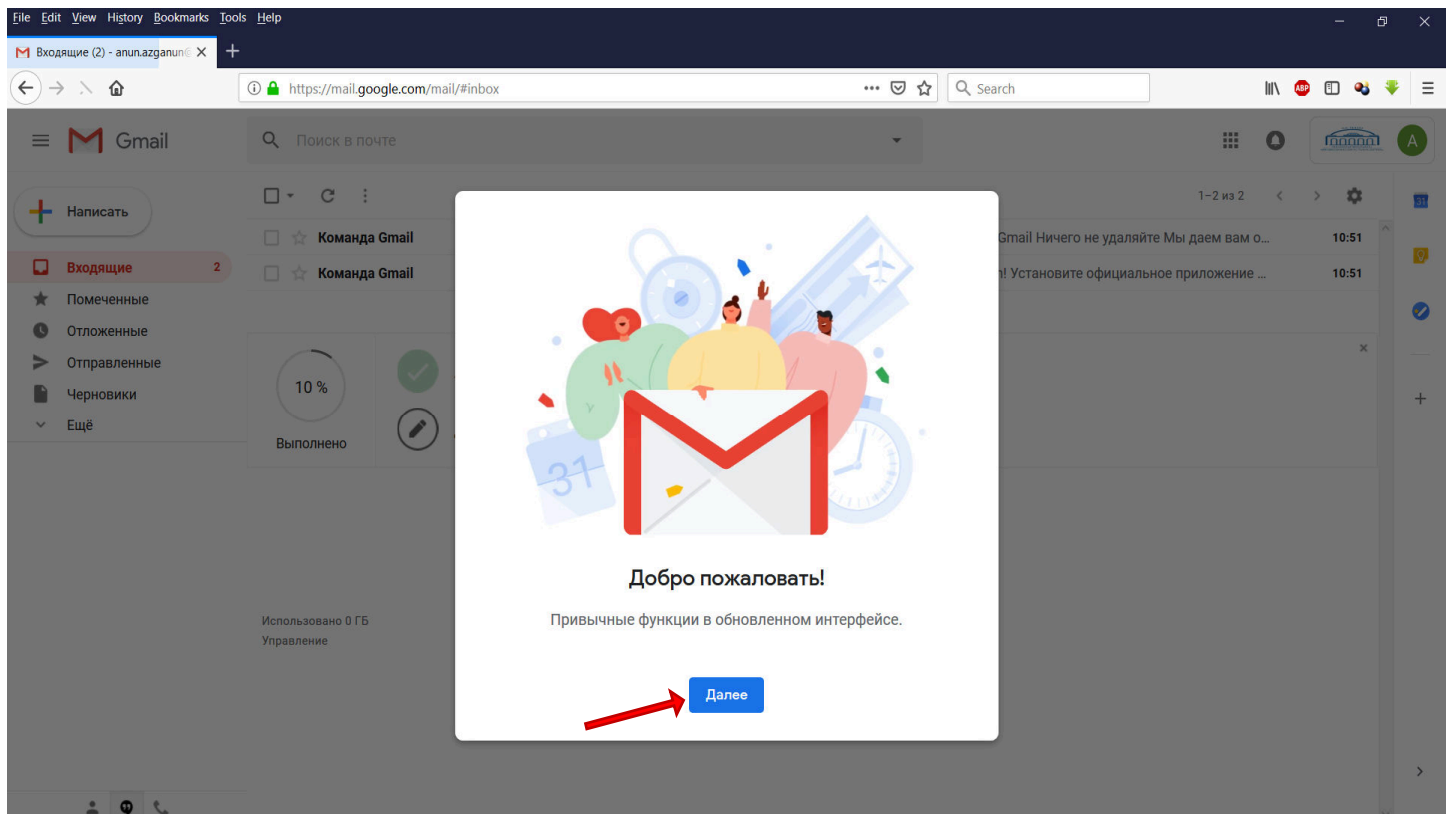 File Edit View History Bookmarks Tools Help
Входящие (2) - anun.azganun@
https://mail.google.com/mail/#inbox
Search
ABP
Gmail
Поиск в почте
A
Написать
1–2 из 2
31
Команда Gmail
Gmail Ничего не удаляйте Мы даем вам о... 10:51
Входящие 2
Команда Gmail
! Установите официальное приложение ... 10:51
Помеченные
Отложенные
Отправленные
Черновики
Ещё
10 %
Выполнено
31
Добро пожаловать!
Привычные функции в обновленном интерфейсе.
Использовано 0 ГБ
Управление
Далее